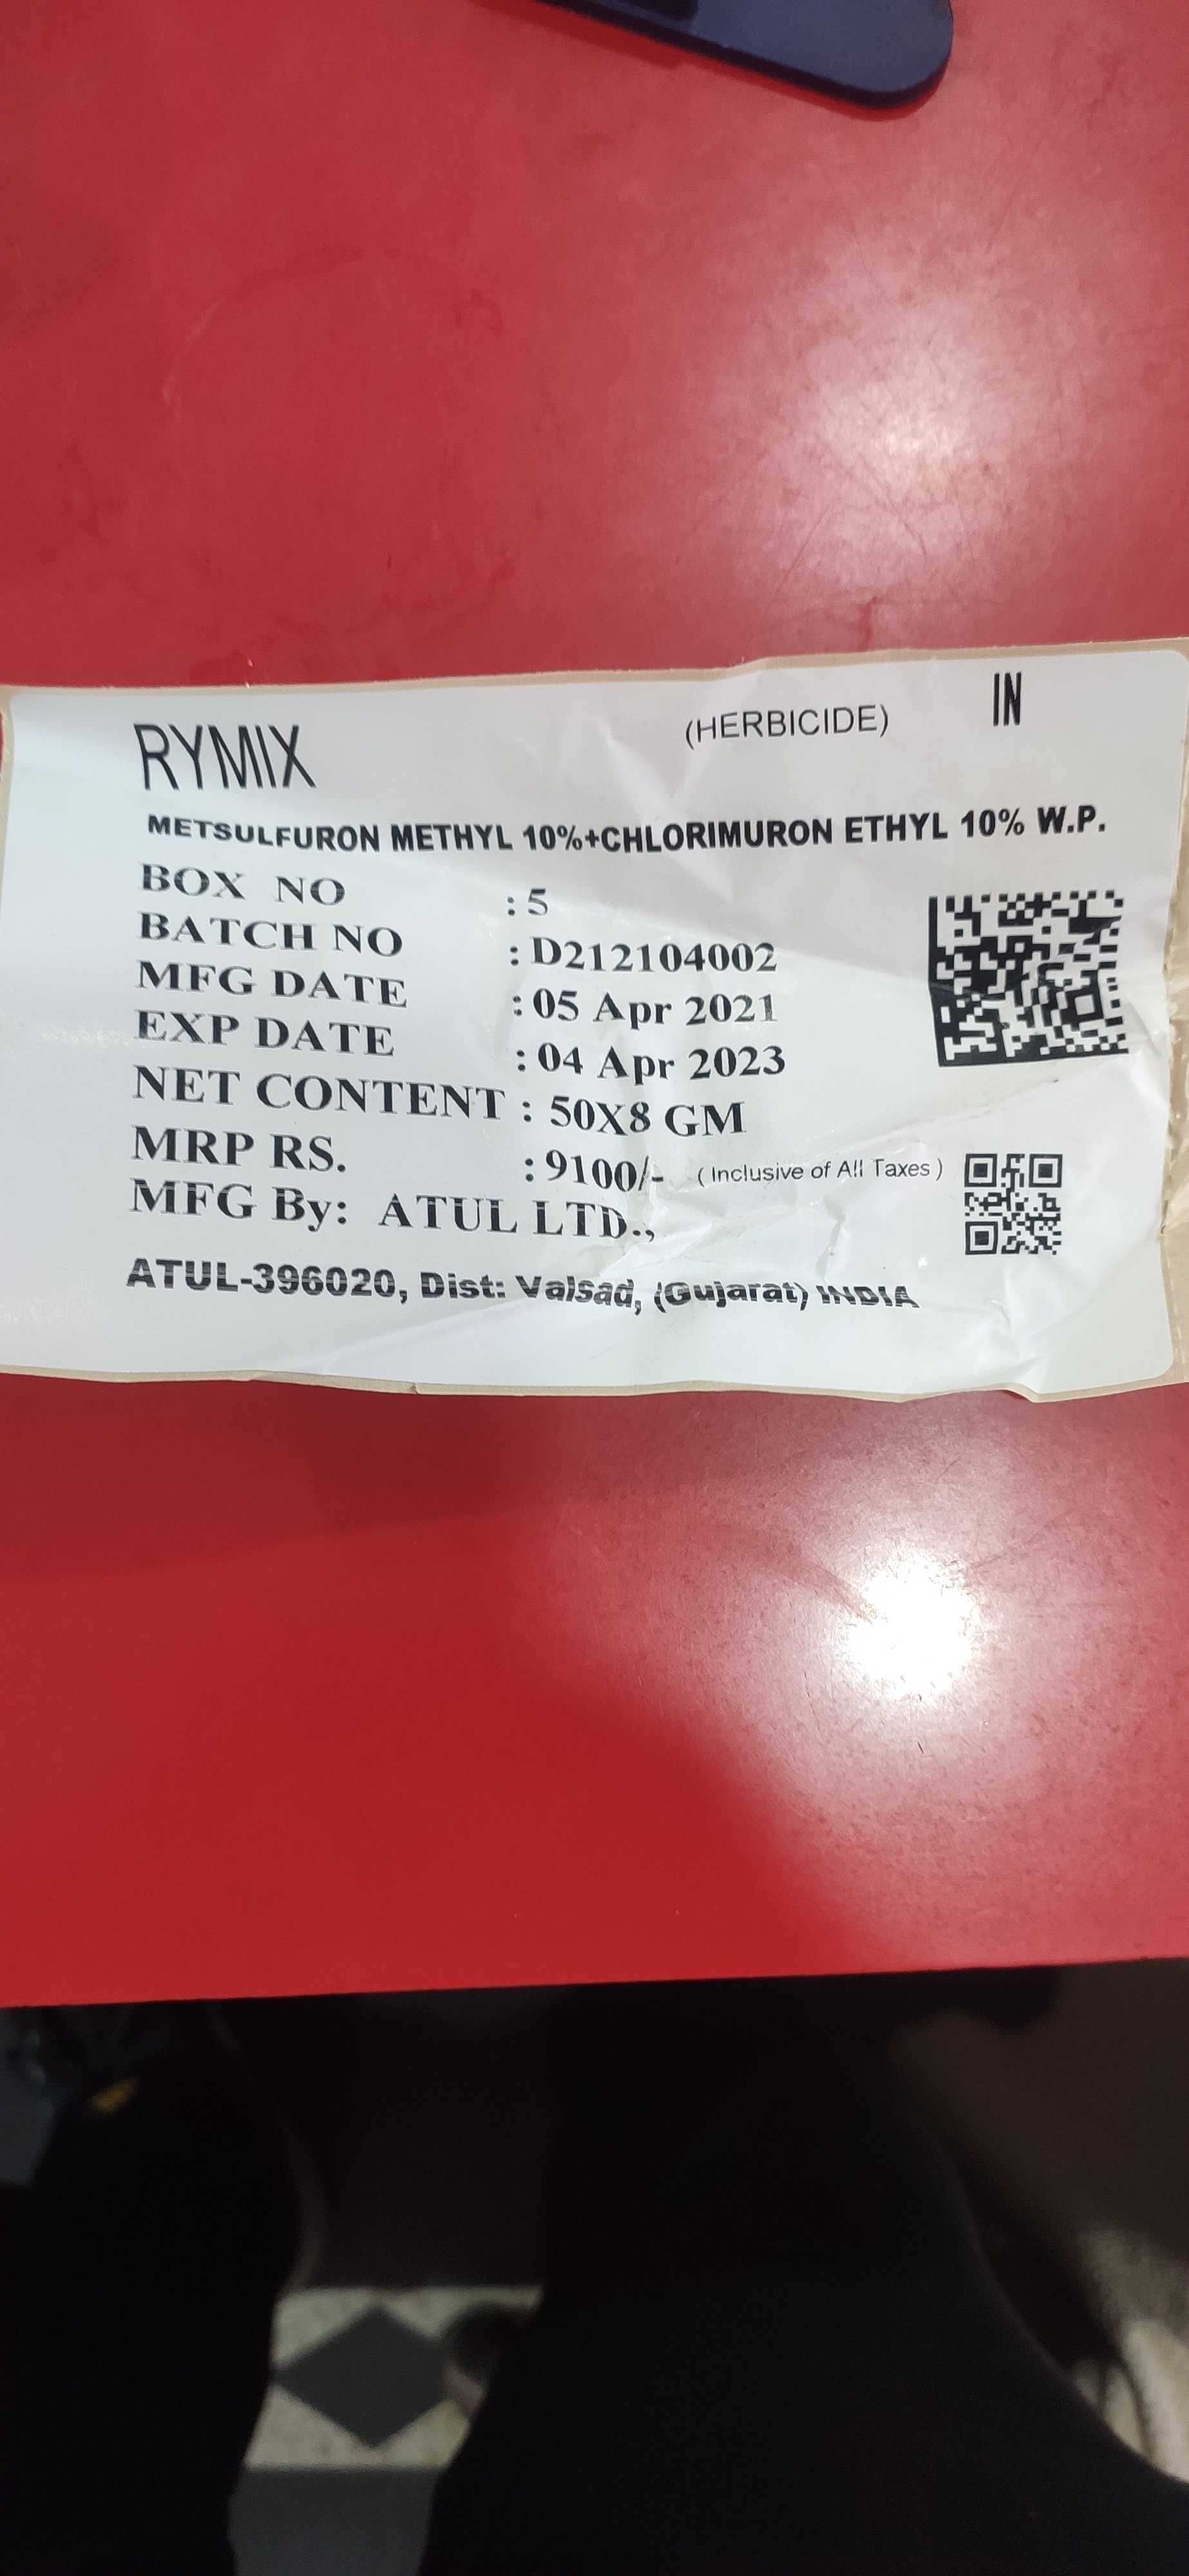 RYMIX (HERBICIDE) IN
METSULFURON METHYL 10%+CHLORIMURON ETHYL 10% W.P.
BOX NO : 5
BATCH NO : D212104002
MFG DATE : 05 Apr 2021
EXP DATE : 04 Apr 2023
NET CONTENT : 50X8 GM
MRP RS. : 9100/- ( Inclusive of All Taxes )
MFG By: ATUL LTD.,
ATUL-396020, Dist: Valsad, (Gujarat) INDIA